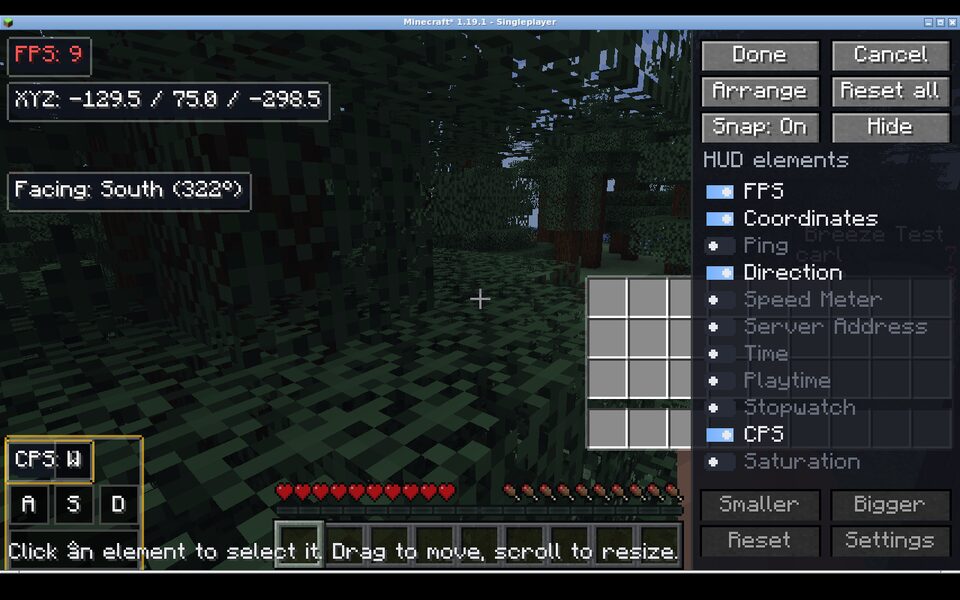 Minecraft* 1.19.1 - Singleplayer
FPS: 9
XYZ: -129.5 / 75.0 / -298.5
Facing: South (322°)
CPS W
A S D
Click an element to select it. Drag to move, scroll to resize.
Done Cancel
Arrange Reset all
Snap: On Hide
HUD elements
FPS
Coordinates
Ping
Breeze Test
carl
Direction
Speed Meter
Server Address
Time
Playtime
Stopwatch
CPS
Saturation
Smaller Bigger
Reset Settings